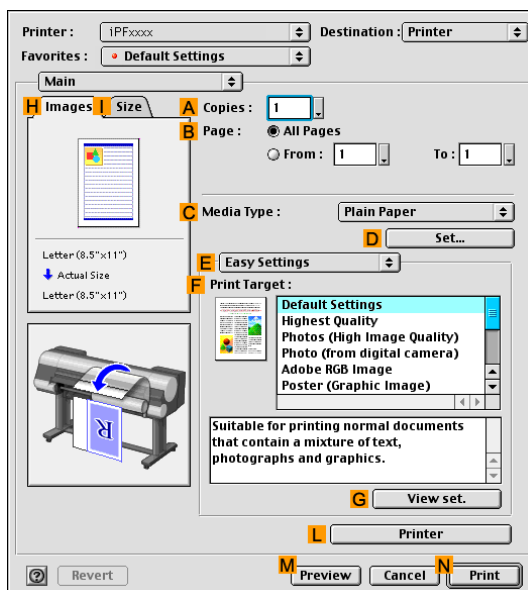 Printer : iPFxxxx Destination : Printer
Favorites : Default Settings
Main
H Images I Size
A Copies : 1
B Page : All Pages
From : 1 To : 1
C Media Type : Plain Paper
D Set...
Letter (8.5"x11")
Actual Size
Letter (8.5"x11")
E Easy Settings
F Print Target :
Default Settings
Highest Quality
Photos (High Image Quality)
Photo (from digital camera)
Adobe RGB Image
Poster (Graphic Image)
R
Suitable for printing normal documents
that contain a mixture of text,
photographs and graphics.
G View set.
L Printer
? Revert M Preview Cancel N Print